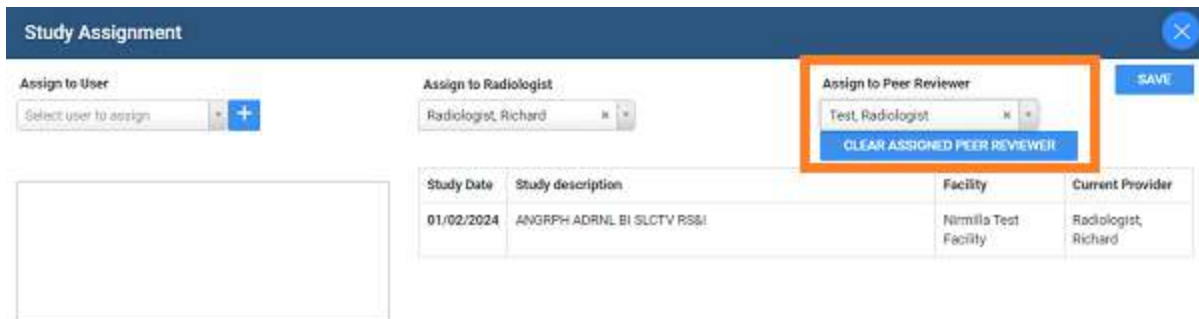 Study Assignment
Assign to User
Select user to assign
+
Assign to Radiologist
Radiologist, Richard
Assign to Peer Reviewer
Test, Radiologist
CLEAR ASSIGNED PEER REVIEWER
SAVE
Study Date Study description Facility Current Provider
01/02/2024 ANGRPH ADRNL BI SLCTV RS&I Nirmilla Test Radiologist,
Facility Richard